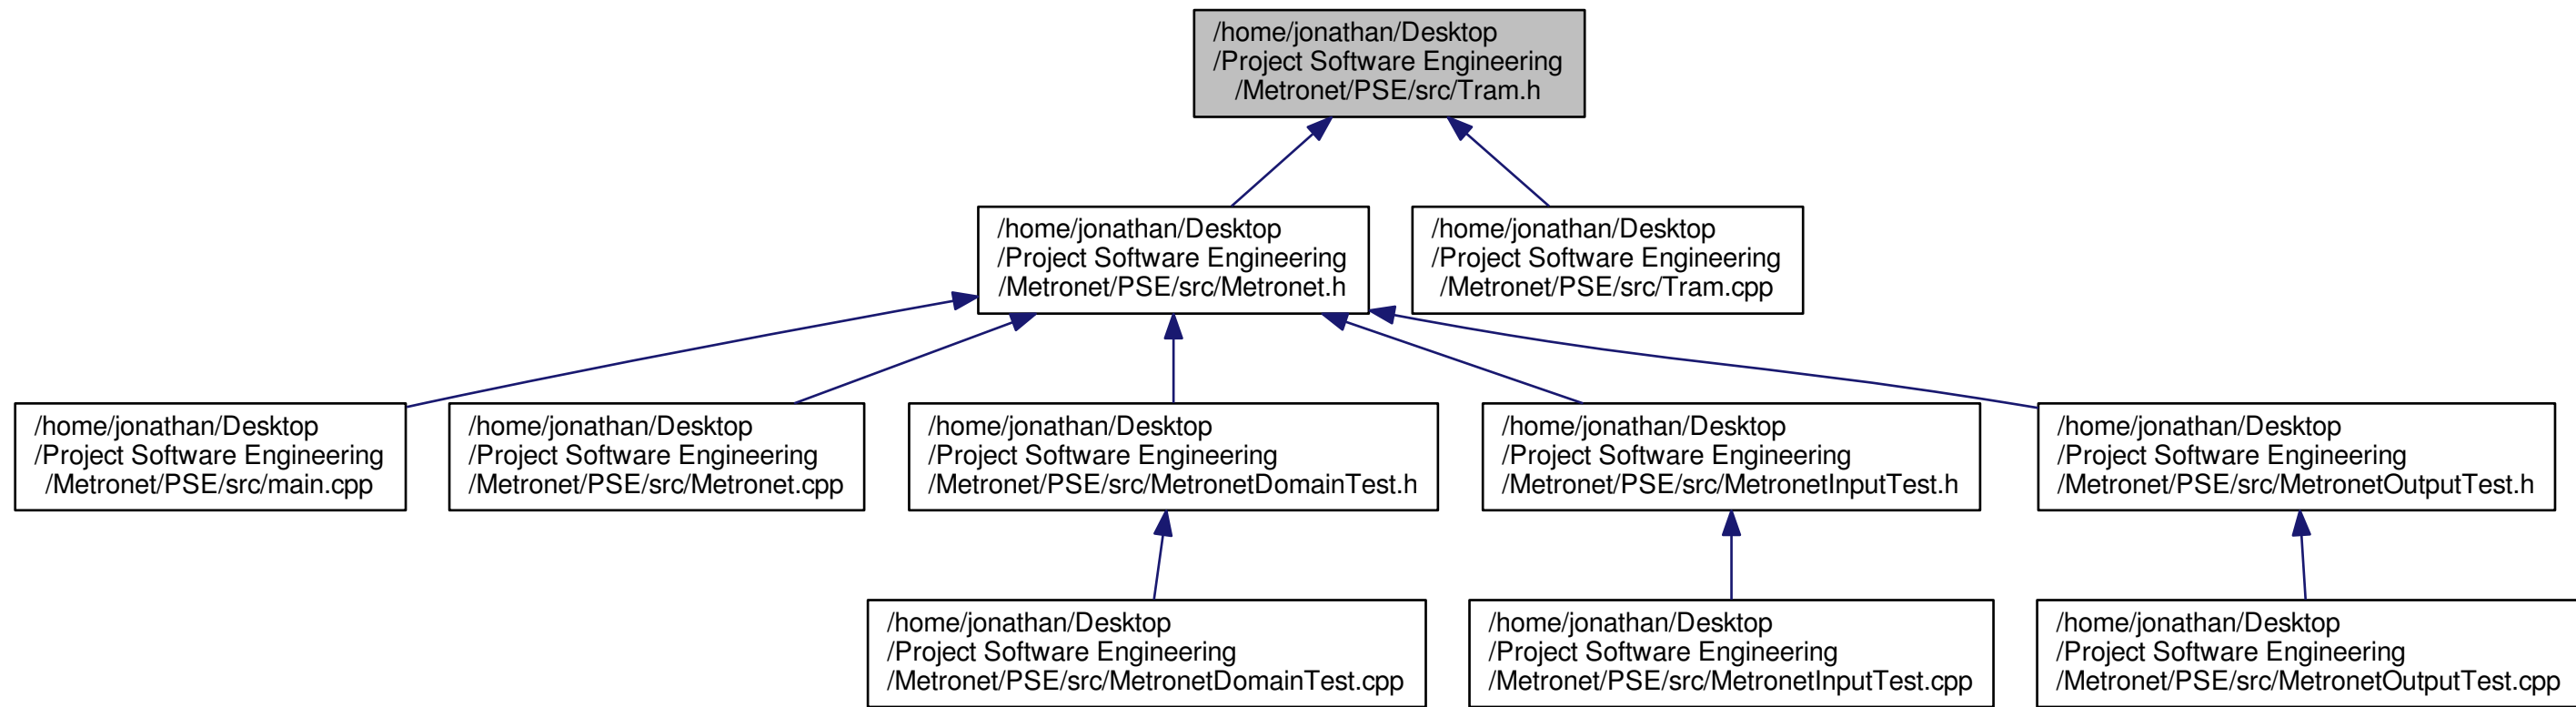 /home/jonathan/Desktop
/Project Software Engineering
/Metronet/PSE/src/Tram.h
/home/jonathan/Desktop
/Project Software Engineering
/Metronet/PSE/src/Metronet.h
/home/jonathan/Desktop
/Project Software Engineering
/Metronet/PSE/src/Tram.cpp
/home/jonathan/Desktop
/Project Software Engineering
/Metronet/PSE/src/main.cpp
/home/jonathan/Desktop
/Project Software Engineering
/Metronet/PSE/src/Metronet.cpp
/home/jonathan/Desktop
/Project Software Engineering
/Metronet/PSE/src/MetronetDomainTest.h
/home/jonathan/Desktop
/Project Software Engineering
/Metronet/PSE/src/MetronetInputTest.h
/home/jonathan/Desktop
/Project Software Engineering
/Metronet/PSE/src/MetronetOutputTest.h
/home/jonathan/Desktop
/Project Software Engineering
/Metronet/PSE/src/MetronetDomainTest.cpp
/home/jonathan/Desktop
/Project Software Engineering
/Metronet/PSE/src/MetronetInputTest.cpp
/home/jonathan/Desktop
/Project Software Engineering
/Metronet/PSE/src/MetronetOutputTest.cpp